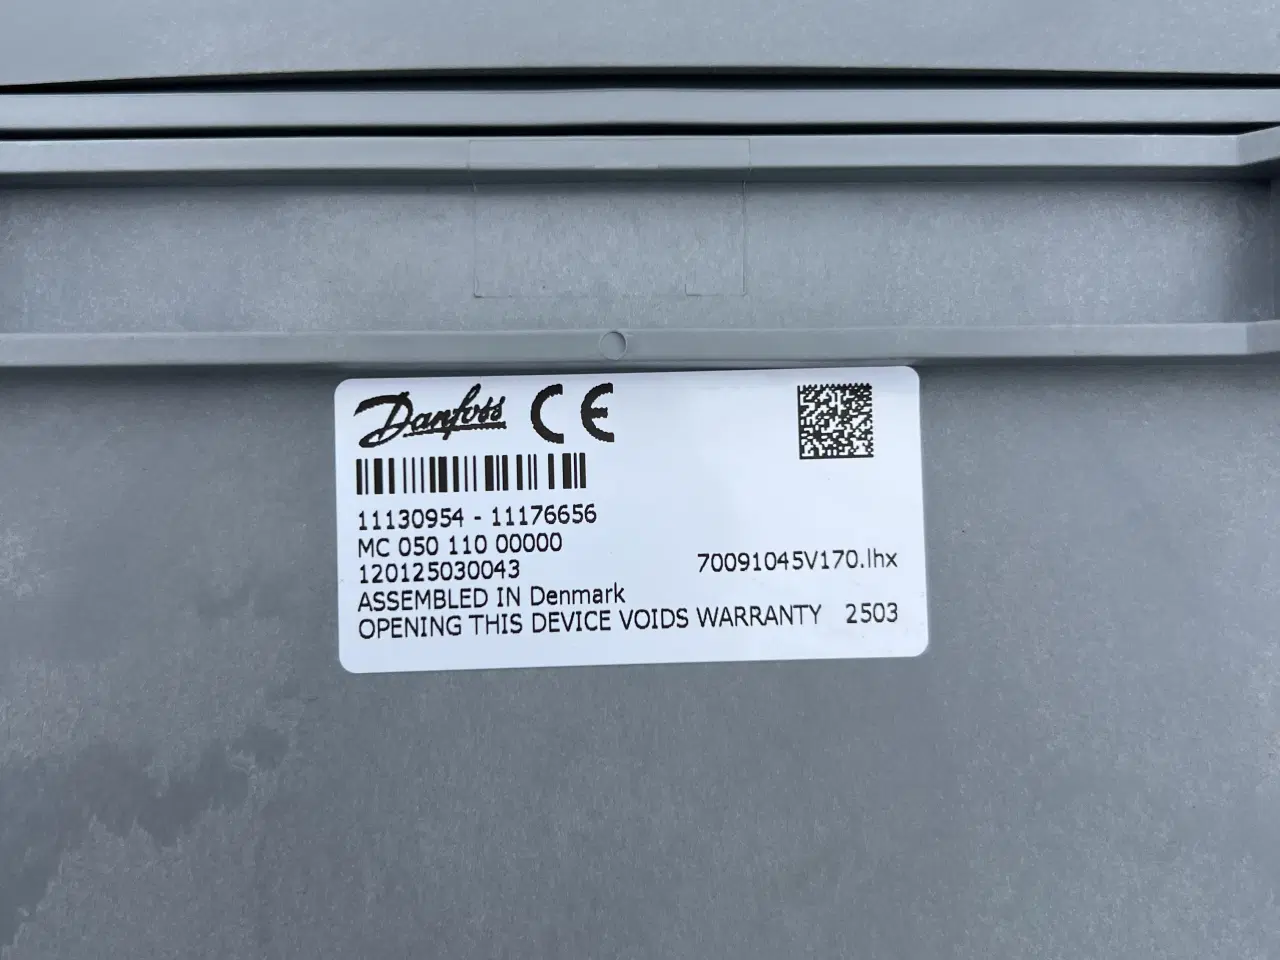 Danfoss CE
11130954 - 11176656
MC 050 110 00000
120125030043 70091045V170.lhx
ASSEMBLED IN Denmark
OPENING THIS DEVICE VOIDS WARRANTY 2503